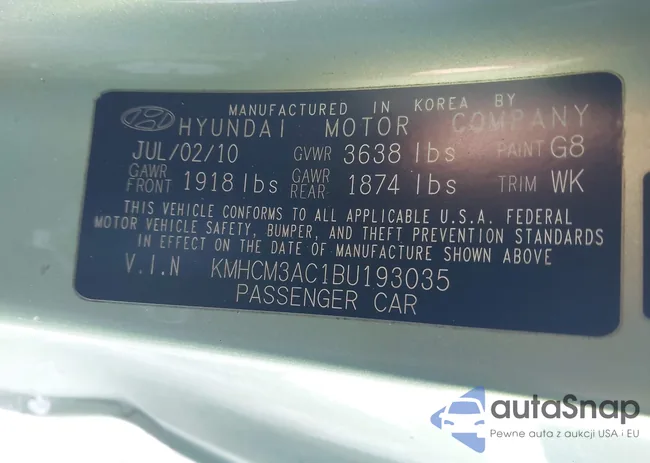 MANUFACTURED IN KOREA BY
HYUNDAI MOTOR COMPANY
JUL/02/10 GVWR 3638 lbs PAINT G8
GAWR FRONT 1918 lbs GAWR REAR 1874 lbs TRIM WK
THIS VEHICLE CONFORMS TO ALL APPLICABLE U.S.A. FEDERAL
MOTOR VEHICLE SAFETY, BUMPER, AND THEFT PREVENTION STANDARDS
IN EFFECT ON THE DATE OF MANUFACTURE SHOWN ABOVE
V.I.N KMHCM3AC1BU193035
PASSENGER CAR
autaSnap
Pewne auta z aukcji USA i EU